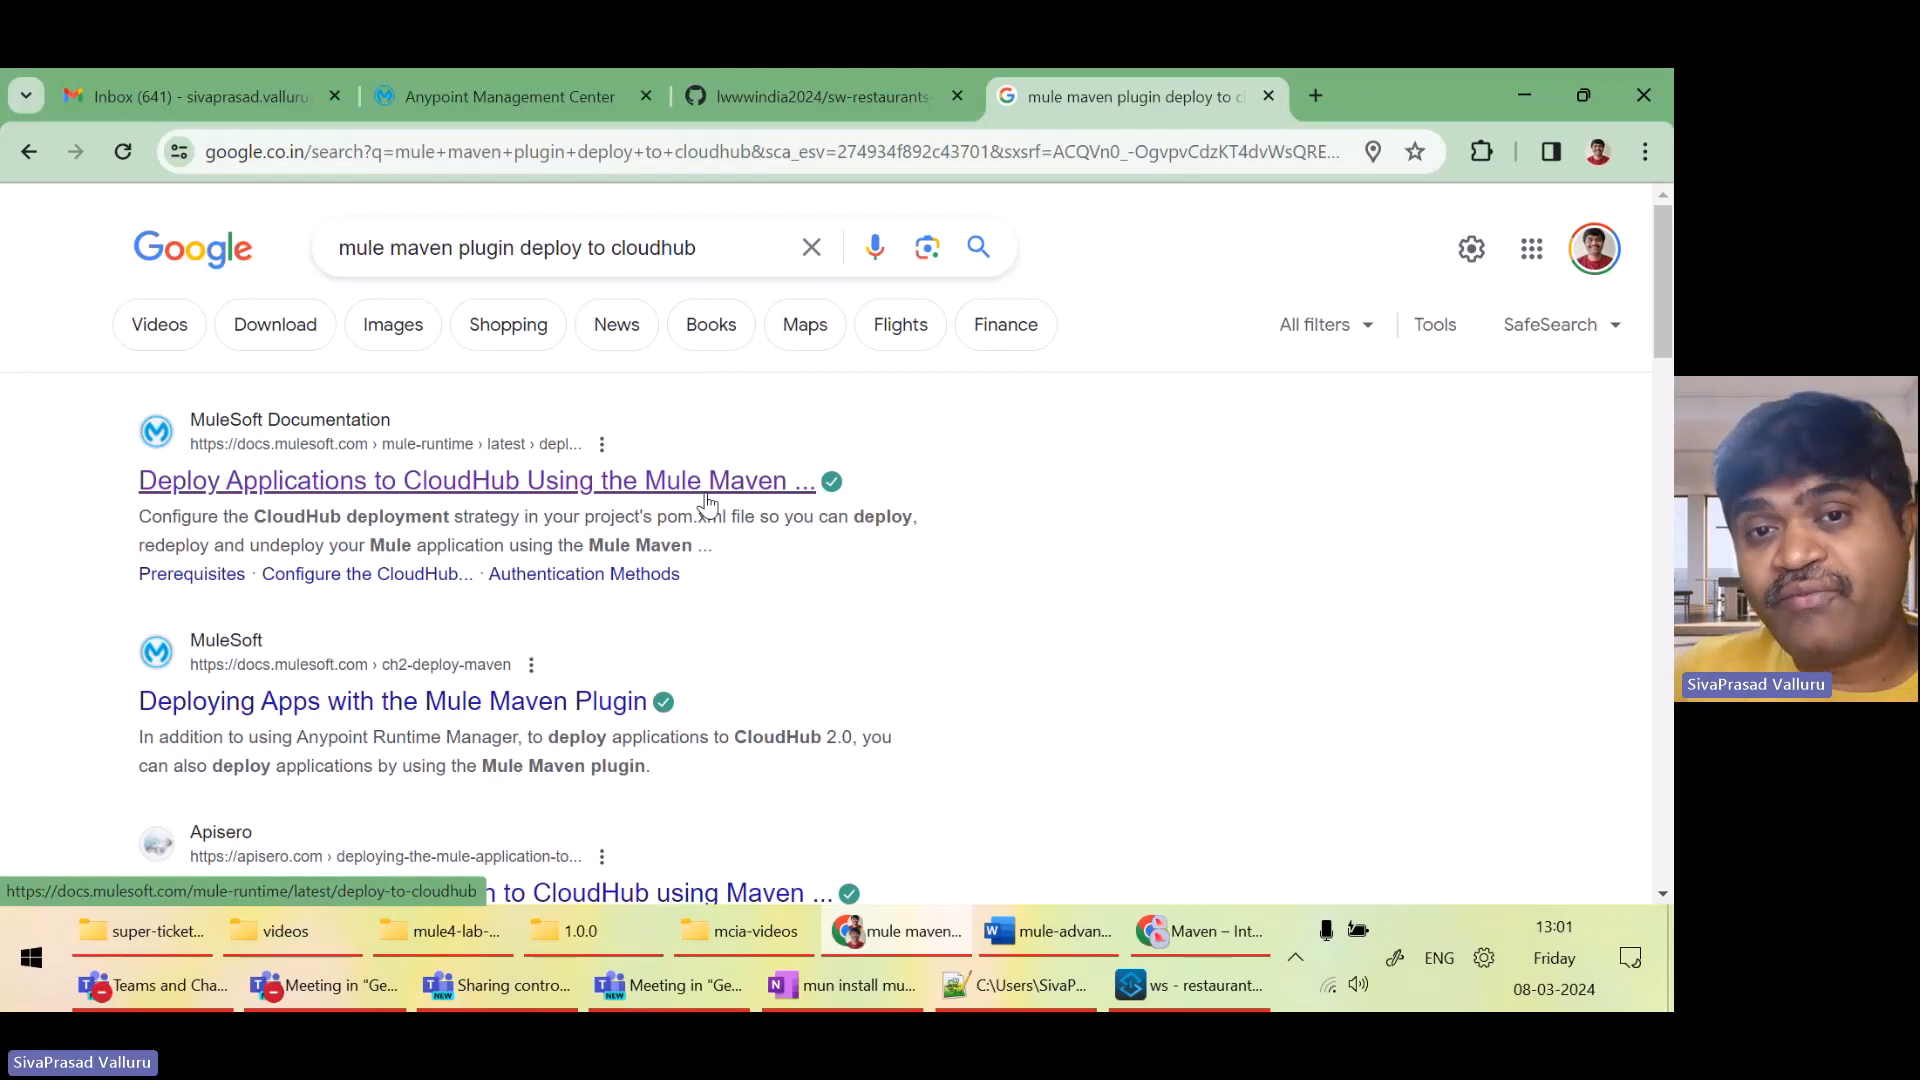 Inbox (641) - sivaprasad.valluru
Anypoint Management Center
lwwwindia2024/sw-restaurants-
mule maven plugin deploy to c
google.co.in/search?q=mule+maven+plugin+deploy+to+cloudhub&sca_esv=274934f892c43701&sxsrf=ACQVn0_-OgvpvCdzKT4dvWsQRE...
Google
mule maven plugin deploy to cloudhub
Videos
Download
Images
Shopping
News
Books
Maps
Flights
Finance
All filters
Tools
SafeSearch
MuleSoft Documentation
https://docs.mulesoft.com › mule-runtime › latest › depl...
Deploy Applications to CloudHub Using the Mule Maven ...
Configure the CloudHub deployment strategy in your project's pom.xml file so you can deploy,
redeploy and undeploy your Mule application using the Mule Maven ...
Prerequisites · Configure the CloudHub... · Authentication Methods
MuleSoft
https://docs.mulesoft.com › ch2-deploy-maven
Deploying Apps with the Mule Maven Plugin
In addition to using Anypoint Runtime Manager, to deploy applications to CloudHub 2.0, you
can also deploy applications by using the Mule Maven plugin.
Apisero
https://apisero.com › deploying-the-mule-application-to...
n to CloudHub using Maven ...
https://docs.mulesoft.com/mule-runtime/latest/deploy-to-cloudhub
super-ticket...
videos
mule4-lab-...
1.0.0
mcia-videos
mule maven...
mule-advan...
Maven – Int...
Teams and Cha...
Meeting in "Ge...
Sharing contro...
Meeting in "Ge...
mun install mu...
C:\Users\SivaP...
ws - restaurant...
ENG
13:01
Friday
08-03-2024
SivaPrasad Valluru
SivaPrasad Valluru